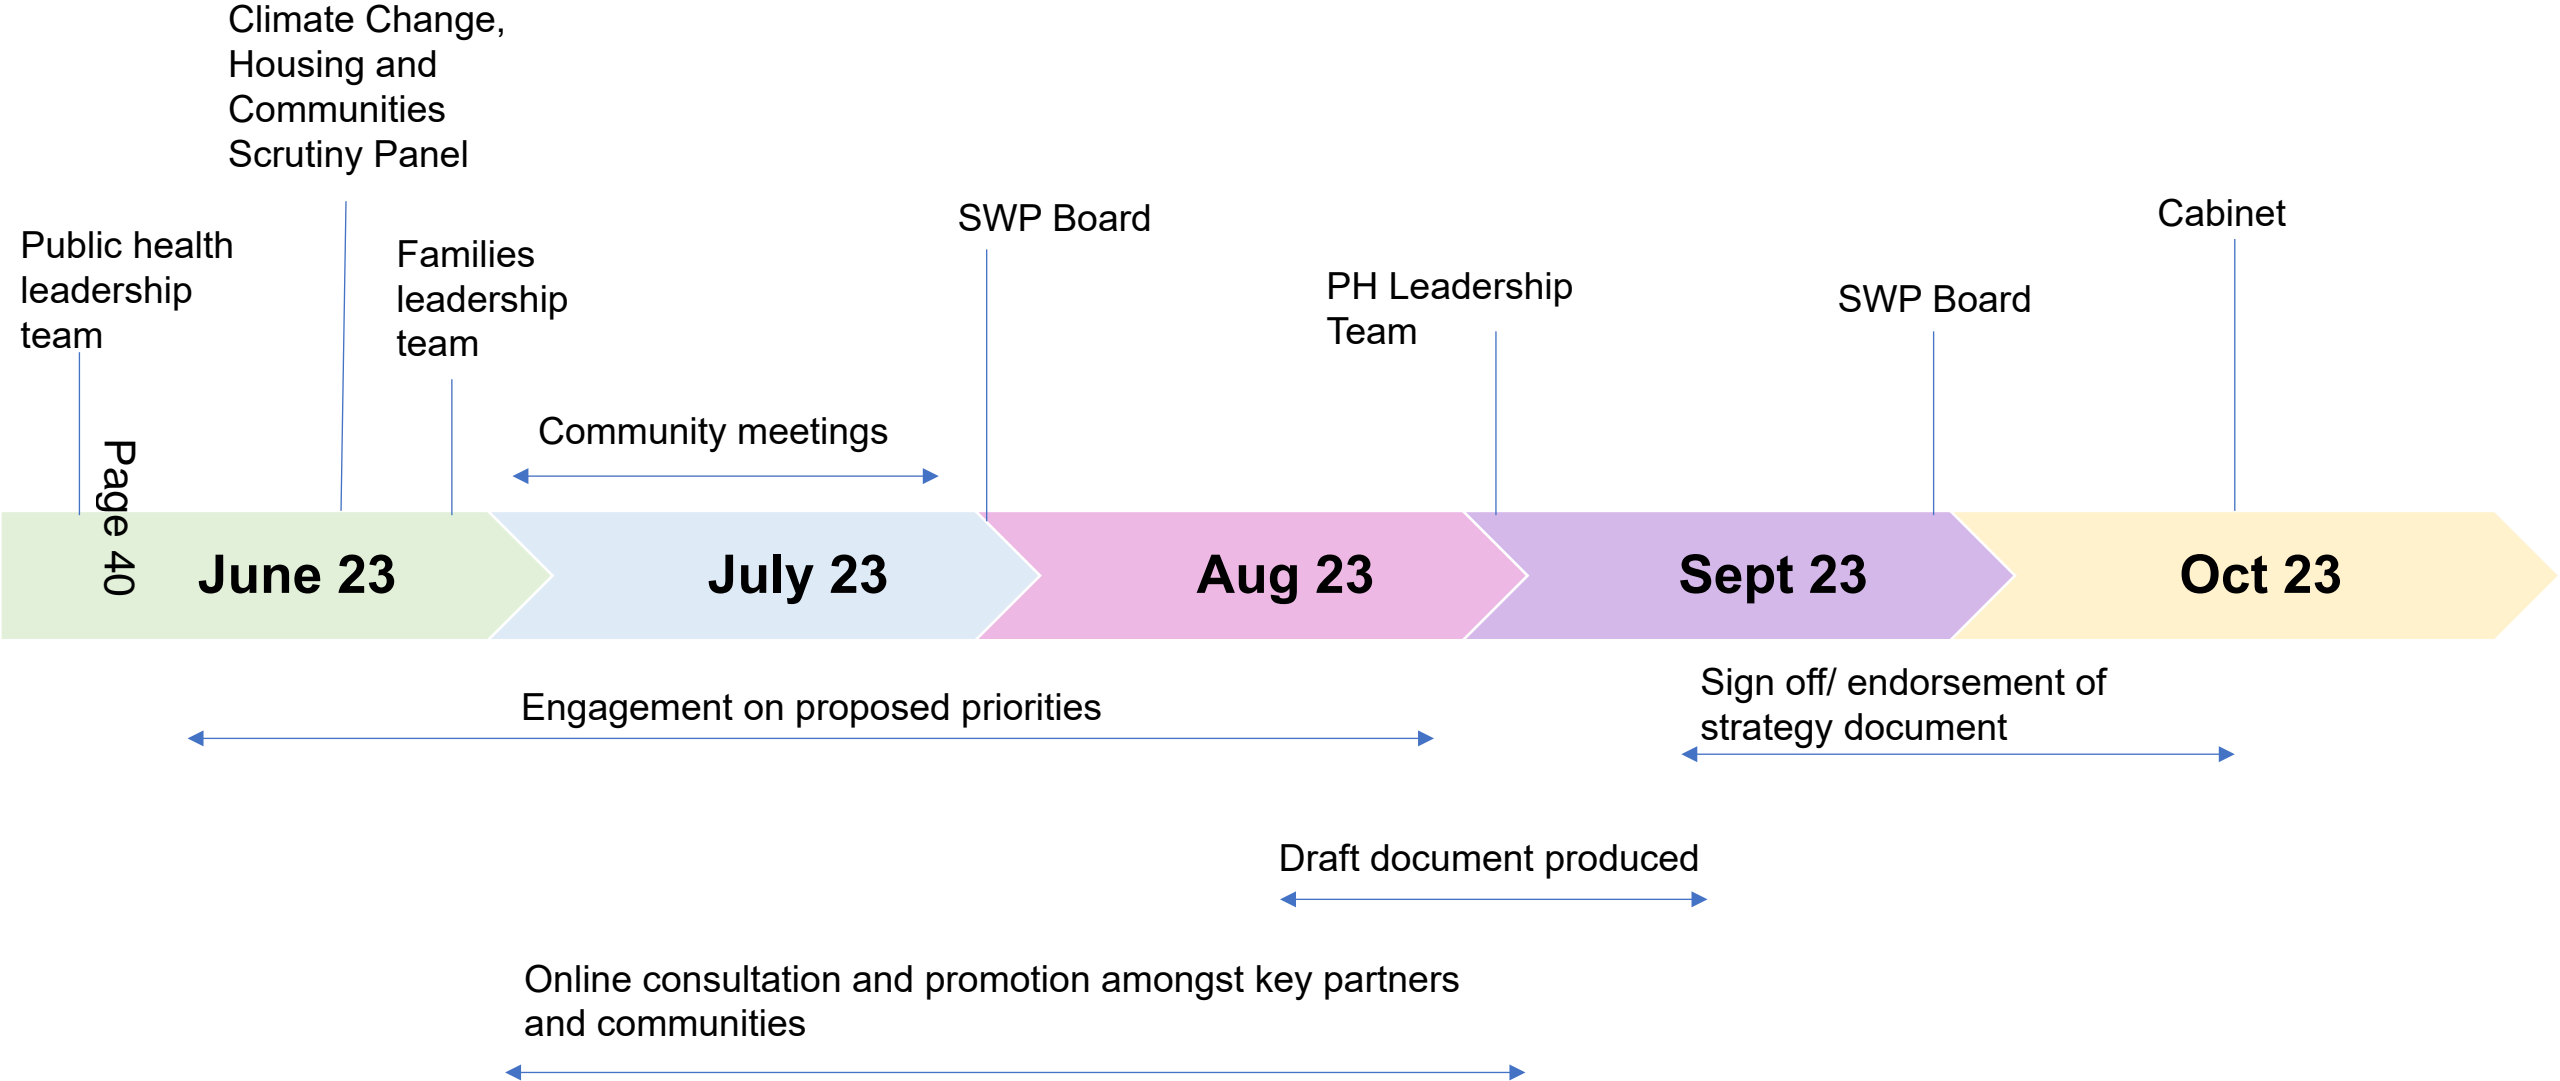 Climate Change,
Housing and
Communities
Scrutiny Panel
Public health
leadership
team
Families
leadership
team
SWP Board
PH Leadership
Team
SWP Board
Cabinet
Community meetings
Page 40
June 23
July 23
Aug 23
Sept 23
Oct 23
Engagement on proposed priorities
Sign off/ endorsement of
strategy document
Draft document produced
Online consultation and promotion amongst key partners
and communities